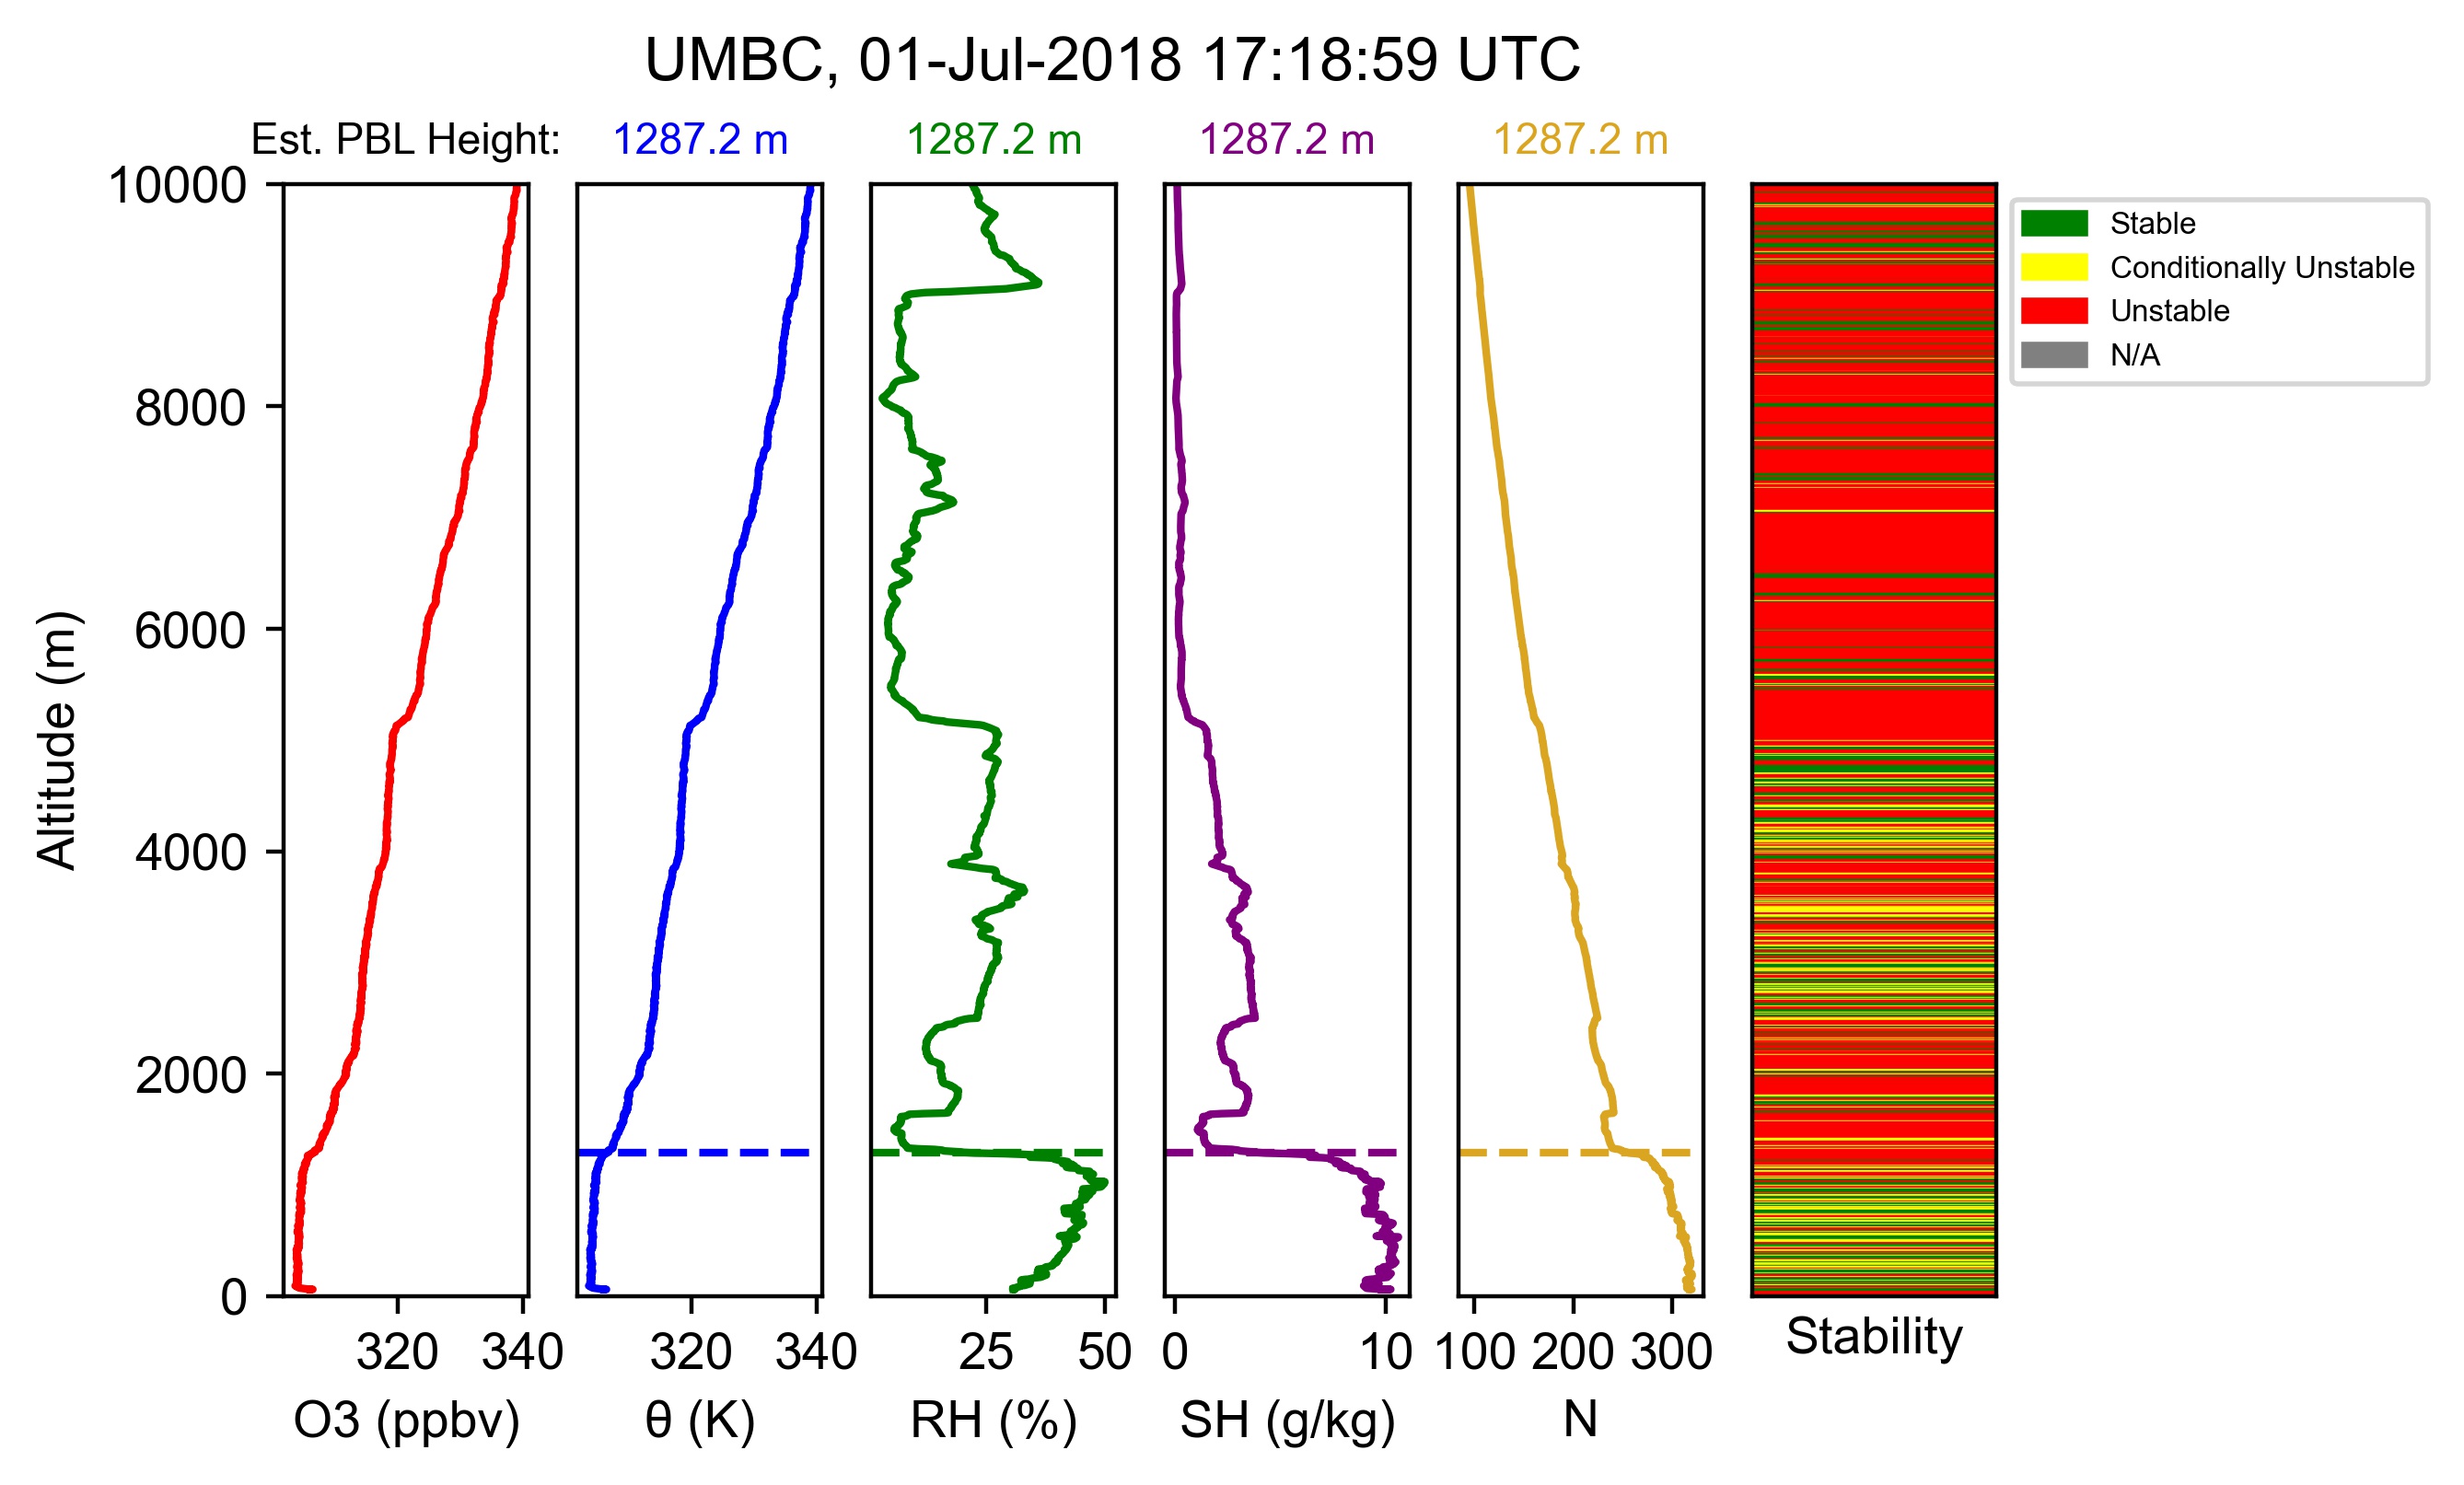 UMBC, 01-Jul-2018 17:18:59 UTC
Est. PBL Height: 1287.2 m 1287.2 m 1287.2 m 1287.2 m
10000
8000
6000
4000
2000
0
Altitude (m)
320 340 320 340 25 50 0 10 100 200 300 Stability
O3 (ppbv) θ (K) RH (%) SH (g/kg) N
Stable
Conditionally Unstable
Unstable
N/A